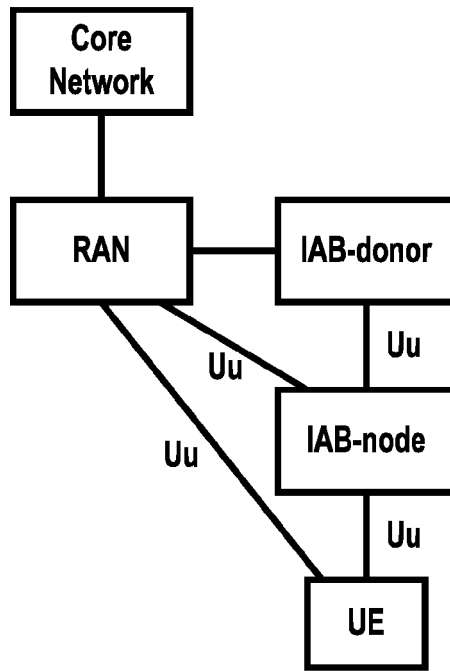 Core
Network
RAN
IAB-donor
Uu
Uu
IAB-node
Uu
Uu
UE